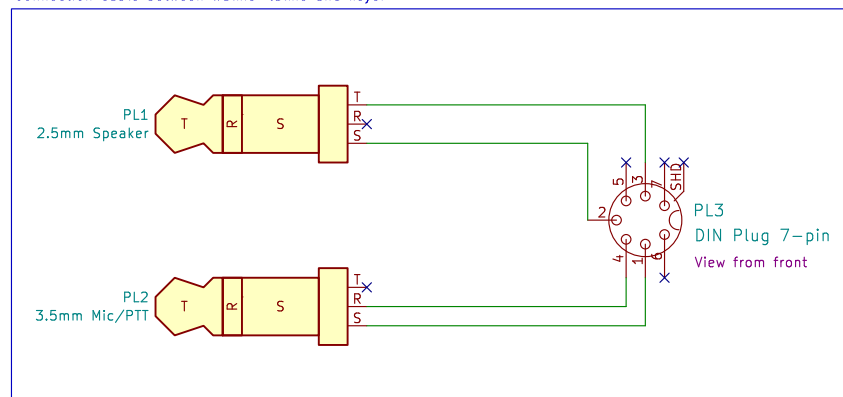 T
R
S
PL1
2.5mm Speaker
T
R
S
5
3
7
SHD
2
PL3
DIN Plug 7-pin
View from front
4
1
6
T
R
S
PL2
3.5mm Mic/PTT
T
R
S